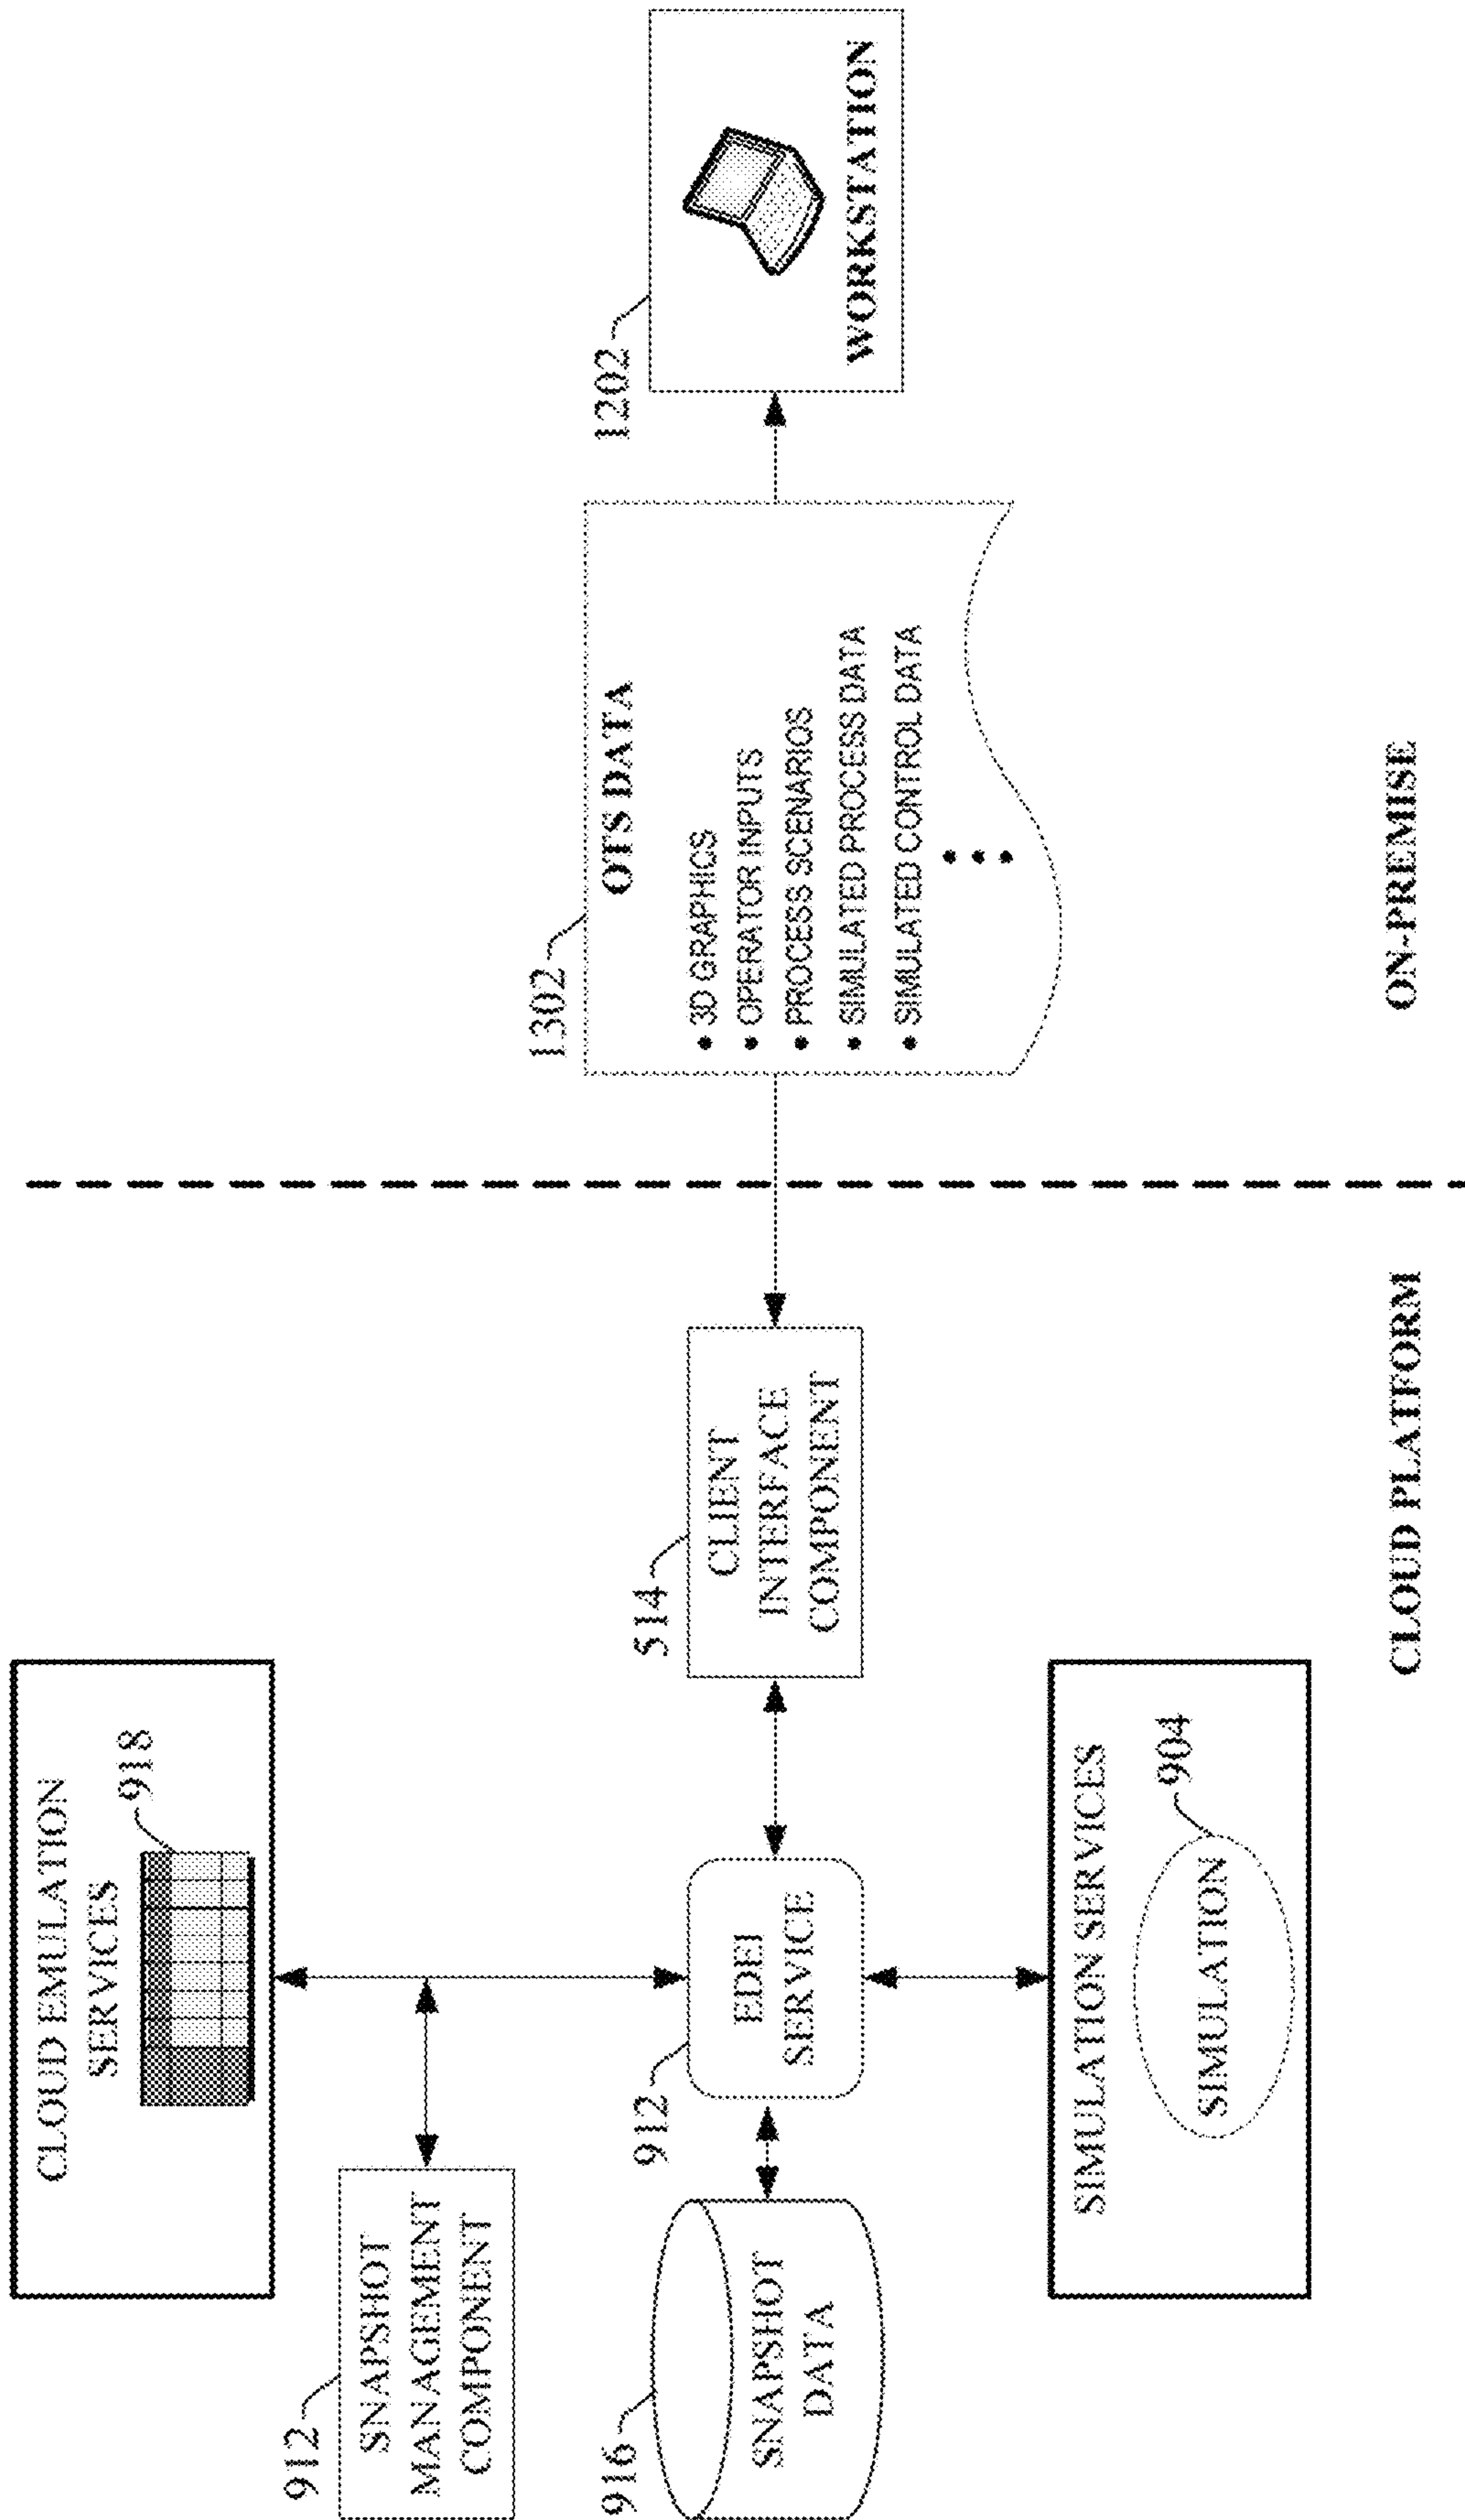 CLOUD EMULATION
SERVICES
918
912
SNAPSHOT
MANAGEMENT
COMPONENT
916
SNAPSHOT
DATA
912
EDEI
SERVICE
514
CLIENT
INTERFACE
COMPONENT
SIMULATION SERVICES
904
SIMULATION
CLOUD PLATFORM
1302
OTS DATA
• 3D GRAPHICS
• OPERATOR INPUTS
• PROCESS SCENARIOS
• SIMULATED PROCESS DATA
• SIMULATED CONTROL DATA
1202
WORKSTATION
ON-PREMISE